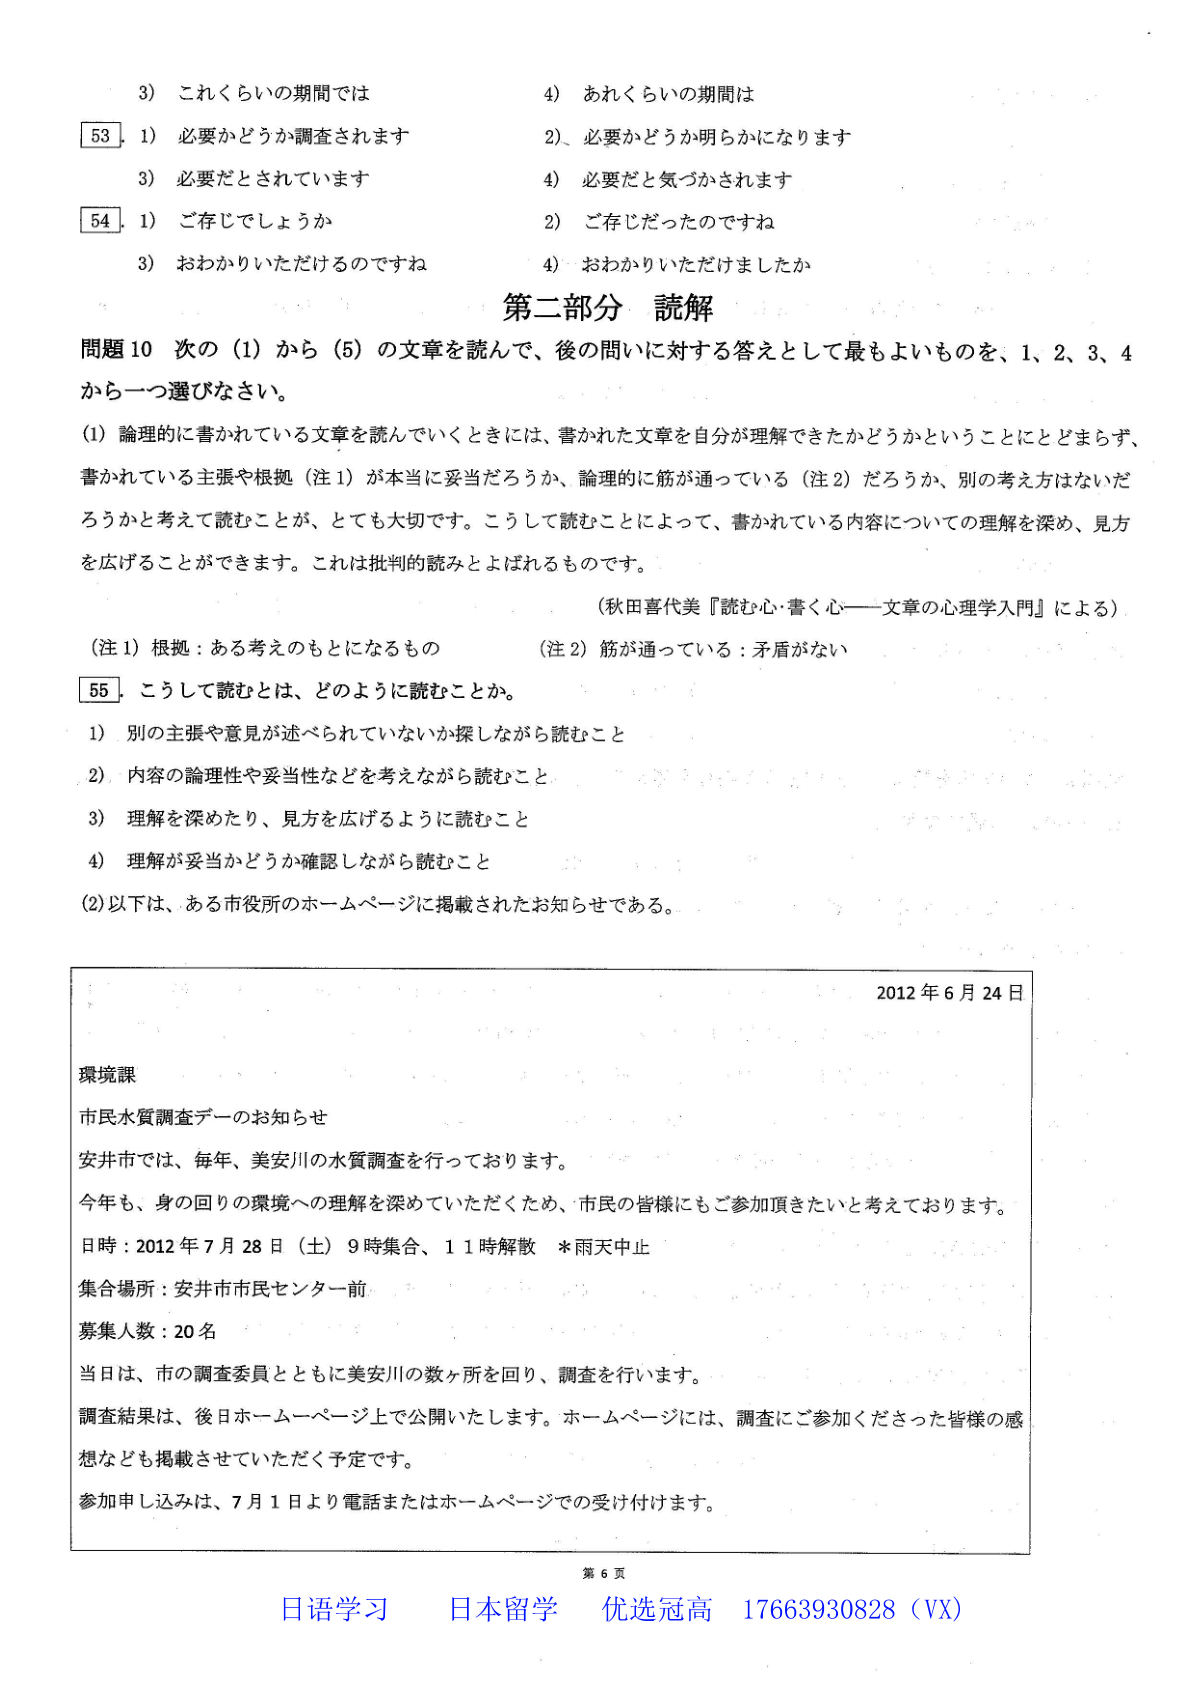 3) これくらいの期間では 4) あれくらいの期間は
53. 1) 必要かどうか調査されます 2) 必要かどうか明らかになります
3) 必要だとされています 4) 必要だと気づかされます
54. 1) ご存じでしょうか 2) ご存じだったのですね
3) おわかりいただけるのですね 4) おわかりいただけましたか
第二部分 読解
問題10 次の（1）から（5）の文章を読んで、後の問いに対する答えとして最もよいものを、1、2、3、4
から一つ選びなさい。
(1) 論理的に書かれている文章を読んでいくときには、書かれた文章を自分が理解できたかどうかということにとどまらず、
書かれている主張や根拠（注1）が本当に妥当だろうか、論理的に筋が通っている（注2）だろうか、別の考え方はないだ
ろうかと考えて読むことが、とても大切です。こうして読むことによって、書かれている内容についての理解を深め、見方
を広げることができます。これは批判的読みとよばれるものです。
（秋田喜代美『読む心·書く心——文章の心理学入門』による）
（注1）根拠：ある考えのもとになるもの （注2）筋が通っている：矛盾がない
55. こうして読むとは、どのように読むことか。
1) 別の主張や意見が述べられていないか探しながら読むこと
2) 内容の論理性や妥当性などを考えながら読むこと
3) 理解を深めたり、見方を広げるように読むこと
4) 理解が妥当かどうか確認しながら読むこと
(2)以下は、ある市役所のホームページに掲載されたお知らせである。
2012年6月24日
環境課
市民水質調査デーのお知らせ
安井市では、毎年、美安川の水質調査を行っております。
今年も、身の回りの環境への理解を深めていただくため、市民の皆様にもご参加頂きたいと考えております。
日時：2012年7月28日（土）９時集合、１１時解散 ＊雨天中止
集合場所：安井市市民センター前
募集人数：20名
当日は、市の調査委員とともに美安川の数ヶ所を回り、調査を行います。
調査結果は、後日ホームーページ上で公開いたします。ホームページには、調査にご参加くださった皆様の感
想なども掲載させていただく予定です。
参加申し込みは、7月1日より電話またはホームページでの受け付けます。
第 6 页
日语学习 日本留学 优选冠高 17663930828（VX）